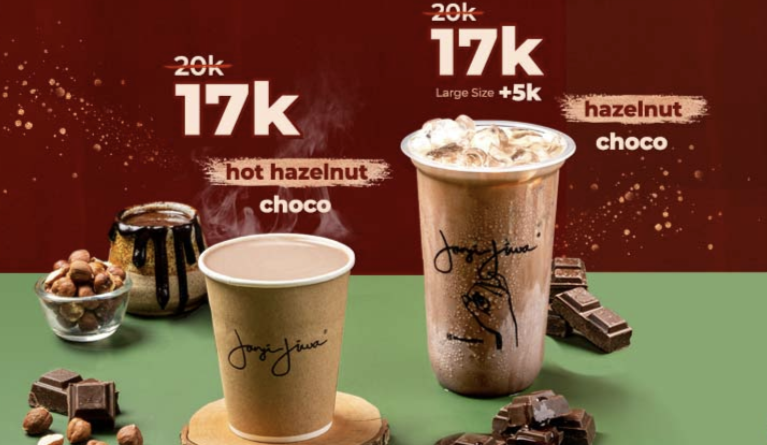 20k
17k
hot hazelnut
choco
20k
17k
Large Size +5k
hazelnut
choco
Janji Jiwa
Janji Jiwa